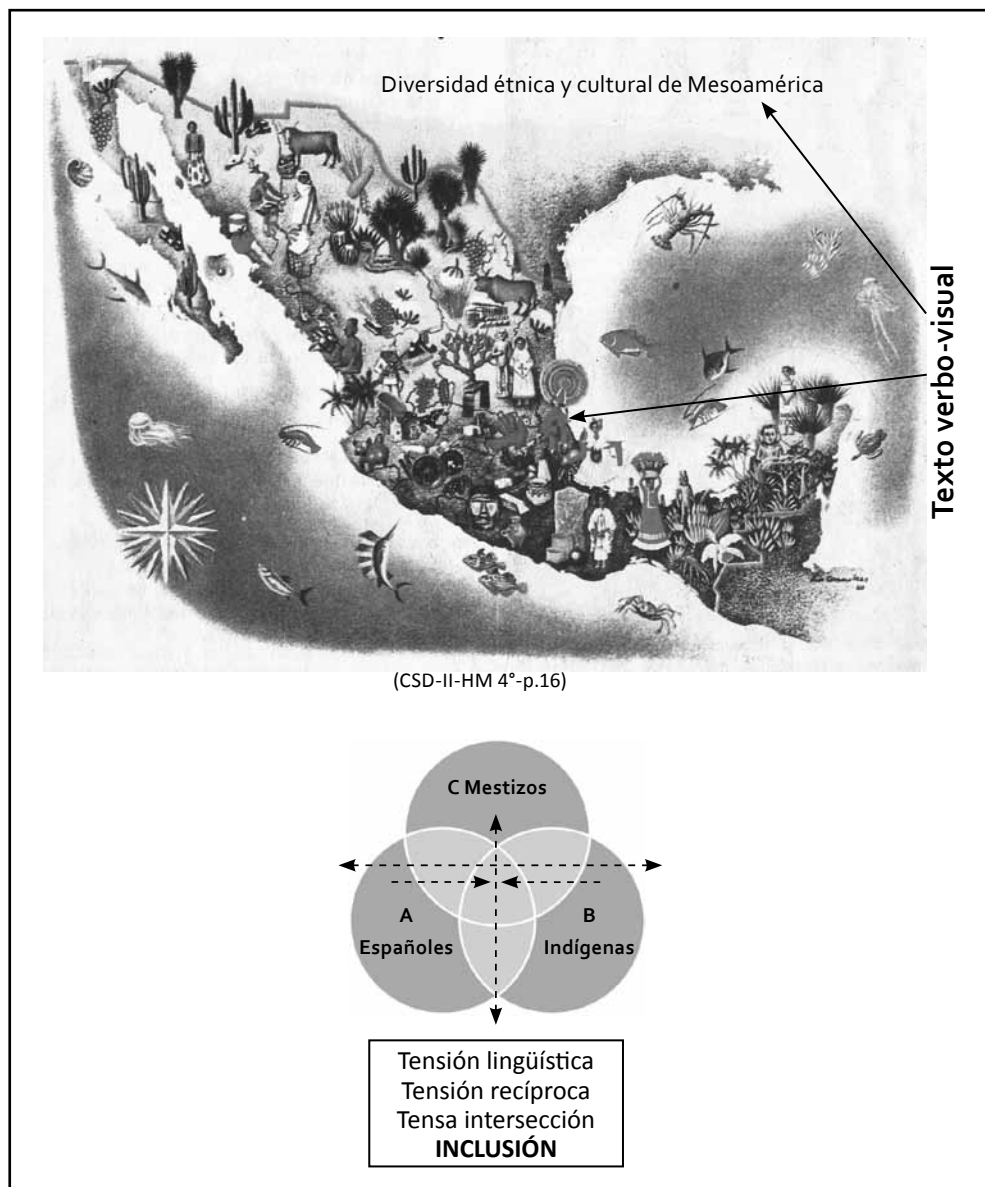 Diversidad étnica y cultural de Mesoamérica
Texto verbo-visual
(CSD-II-HM 4°-p.16)
C Mestizos
A
Españoles
B
Indígenas
Tensión lingüística
Tensión recíproca
Tensa intersección
INCLUSIÓN